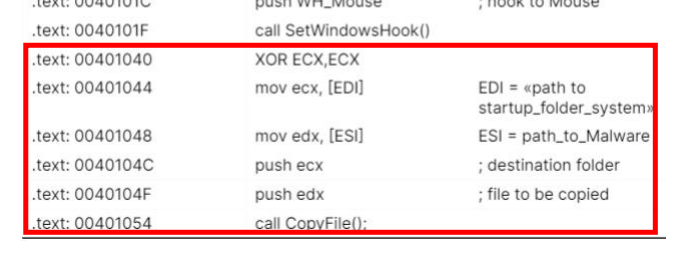 .text: 0040101C push WH_Mouse ; hook to Mouse
.text: 0040101F call SetWindowsHook()
.text: 00401040 XOR ECX,ECX
.text: 00401044 mov ecx, [EDI] EDI = «path to
startup_folder_system»
.text: 00401048 mov edx, [ESI] ESI = path_to_Malware
.text: 0040104C push ecx ; destination folder
.text: 0040104F push edx ; file to be copied
.text: 00401054 call CopyFile();